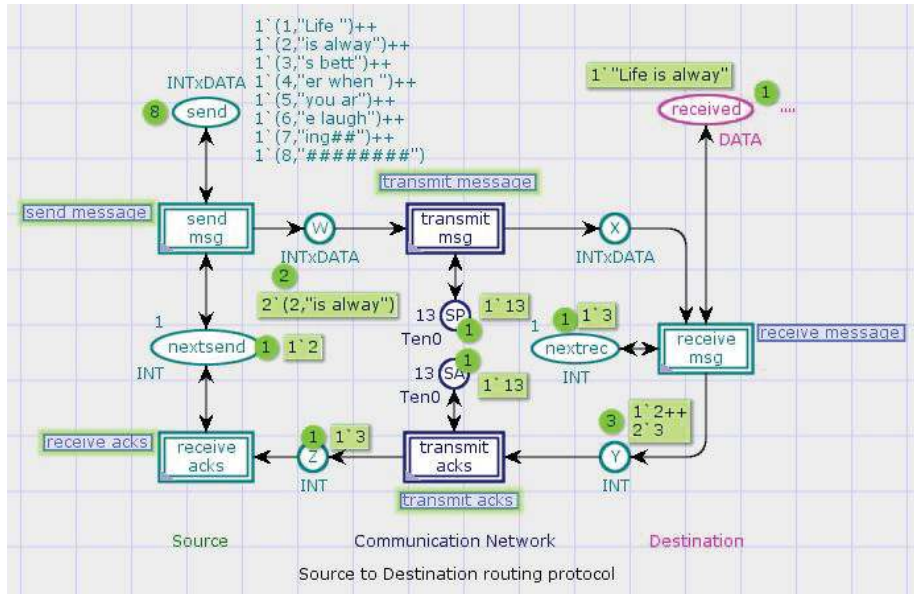 1`(1,"Life ")++
1`(2,"is alway")++
1`(3,"s bett")++
1`(4,"er when ")++
1`(5,"you ar")++
1`(6,"e laugh")++
1`(7,"ing##")++
1`(8,"########")
INTxDATA
8
send
1`"Life is alway"
1
received
""
DATA
transmit message
send message
send
msg
W
INTxDATA
transmit
msg
X
INTxDATA
2
2`(2,"is alway")
1
nextsend
1
1`2
INT
13
SP
1
1`13
Ten0
13
SA
1
1`13
Ten0
1
1
1`3
nextrec
INT
receive
msg
receive message
receive acks
receive
acks
1
1`3
Z
INT
transmit
acks
transmit acks
3
1`2++
2`3
Y
INT
Source
Communication Network
Destination
Source to Destination routing protocol